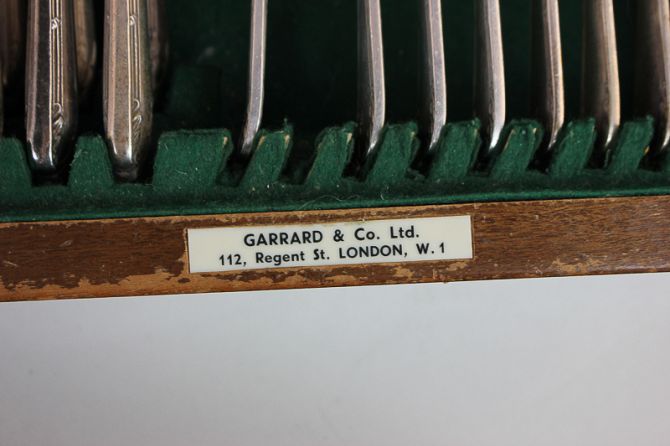 GARRARD & Co. Ltd.
112, Regent St. LONDON, W. 1